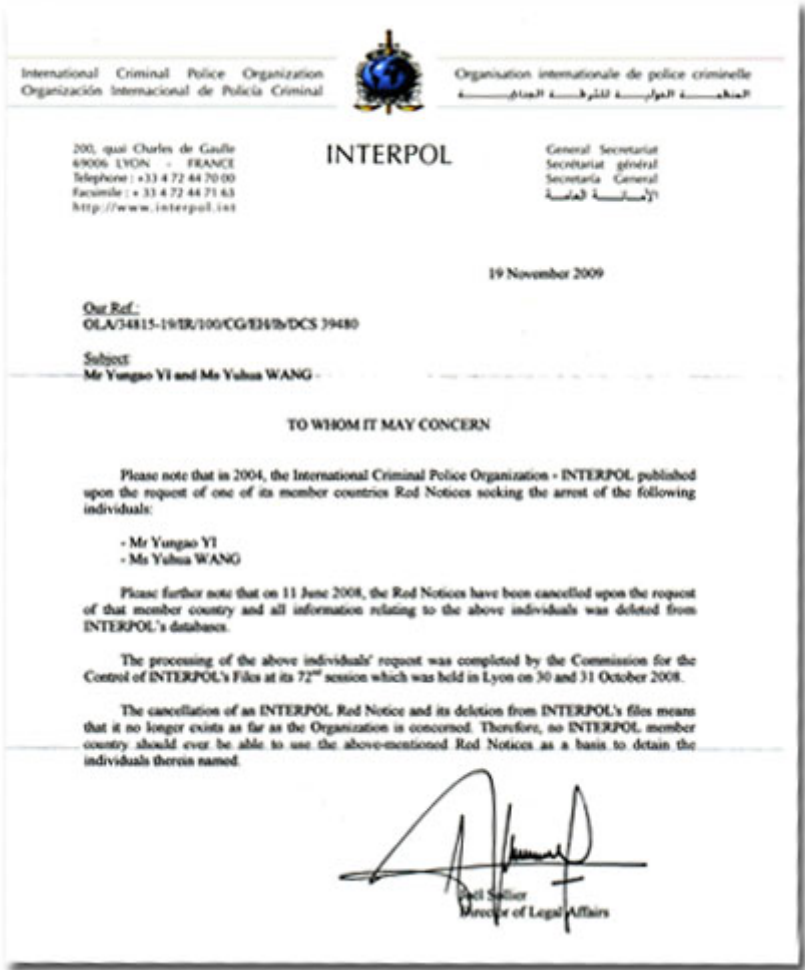 International Criminal Police Organization
Organización Internacional de Policía Criminal
Organisation internationale de police criminelle
المنظمة الدولية للشرطة الجنائية
200, quai Charles de Gaulle
69006 LYON - FRANCE
Telephone : +33 4 72 44 70 00
Facsimile : + 33 4 72 44 71 63
http://www.interpol.int
INTERPOL
General Secretariat
Secrétariat général
Secretaría General
الأمانة العامة
19 November 2009
Our Ref :
OLA/34815-19/IR/100/CG/EH/lb/DCS 39480
Subject
Mr Yungao YI and Ms Yuhua WANG
TO WHOM IT MAY CONCERN
Please note that in 2004, the International Criminal Police Organization - INTERPOL published
upon the request of one of its member countries Red Notices seeking the arrest of the following
individuals:
- Mr Yungao YI
- Ms Yuhua WANG
Please further note that on 11 June 2008, the Red Notices have been cancelled upon the request
of that member country and all information relating to the above individuals was deleted from
INTERPOL's databases.
The processing of the above individuals' request was completed by the Commission for the
Control of INTERPOL's Files at its 72nd session which was held in Lyon on 30 and 31 October 2008.
The cancellation of an INTERPOL Red Notice and its deletion from INTERPOL's files means
that it no longer exists as far as the Organization is concerned. Therefore, no INTERPOL member
country should ever be able to use the above-mentioned Red Notices as a basis to detain the
individuals therein named.
Joël Sollier
Director of Legal Affairs